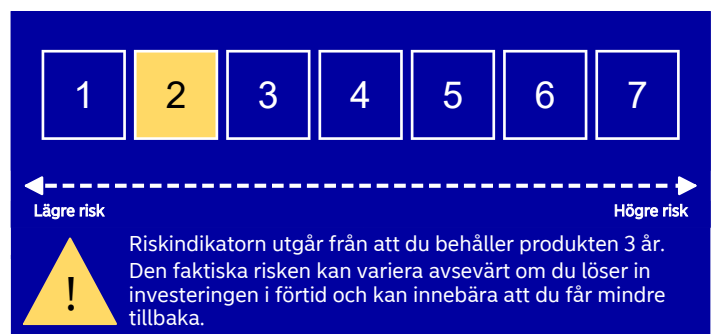 1 2 3 4 5 6 7
Lägre risk Högre risk
Riskindikatorn utgår från att du behåller produkten 3 år.
Den faktiska risken kan variera avsevärt om du löser in
investeringen i förtid och kan innebära att du får mindre
tillbaka.
!